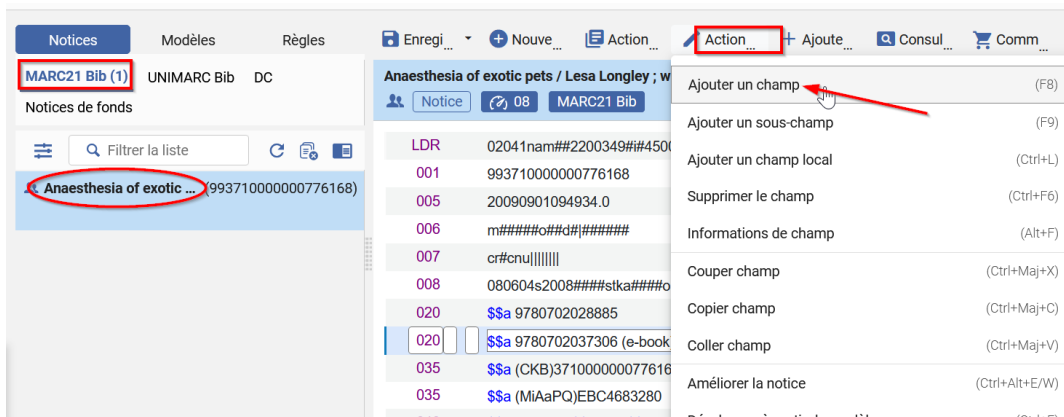 Notices Modèles Règles
Enregi... Nouve... Action... Action... Ajoute... Consul... Comm...
MARC21 Bib (1) UNIMARC Bib DC
Notices de fonds
Filtrer la liste
Anaesthesia of exotic ... (993710000000776168)
Anaesthesia of exotic pets / Lesa Longley ; w
Notice 08 MARC21 Bib
LDR 02041nam##2200349#i#4500
001 993710000000776168
005 20090901094934.0
006 m#####o##d#|######
007 cr#cnu||||||||
008 080604s2008####stka####o
020 $$a 9780702028885
020 $$a 9780702037306 (e-book
035 $$a (CKB)37100000007761
035 $$a (MiAaPQ)EBC4683280
Ajouter un champ (F8)
Ajouter un sous-champ (F9)
Ajouter un champ local (Ctrl+L)
Supprimer le champ (Ctrl+F6)
Informations de champ (Alt+F)
Couper champ (Ctrl+Maj+X)
Copier champ (Ctrl+Maj+C)
Coller champ (Ctrl+Maj+V)
Améliorer la notice (Ctrl+Alt+E/W)